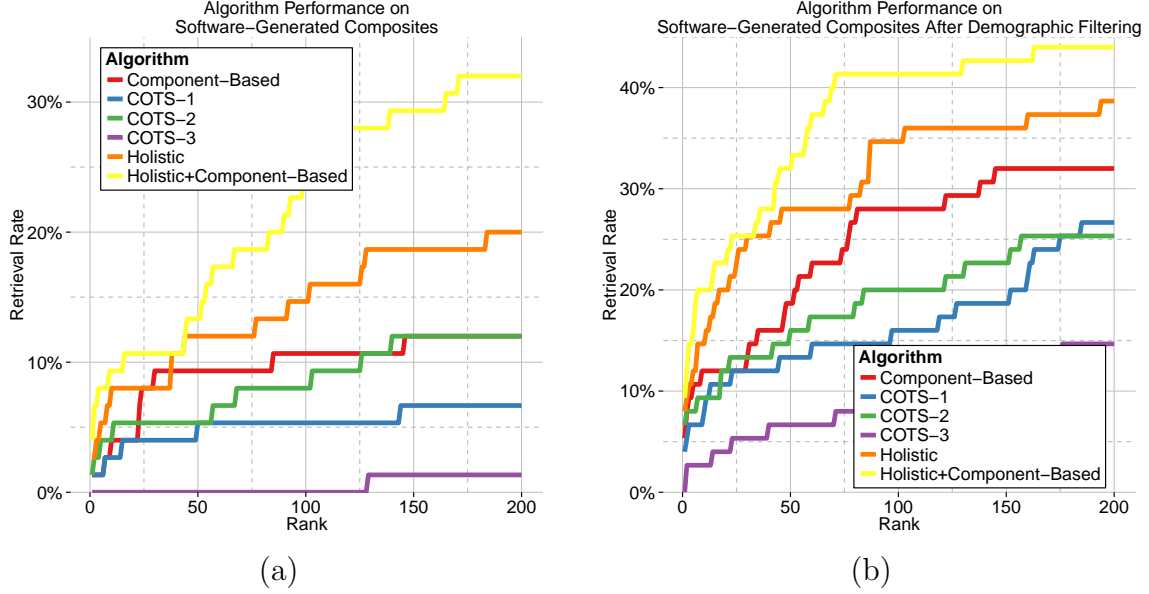 Algorithm Performance on
Software-Generated Composites
Retrieval Rate
30%
20%
10%
0%
Algorithm
Component-Based
COTS-1
COTS-2
COTS-3
Holistic
Holistic+Component-Based
0 50 100 150 200
Rank
(a)
Algorithm Performance on
Software-Generated Composites After Demographic Filtering
Retrieval Rate
40%
30%
20%
10%
0%
Algorithm
Component-Based
COTS-1
COTS-2
COTS-3
Holistic
Holistic+Component-Based
0 50 100 150 200
Rank
(b)